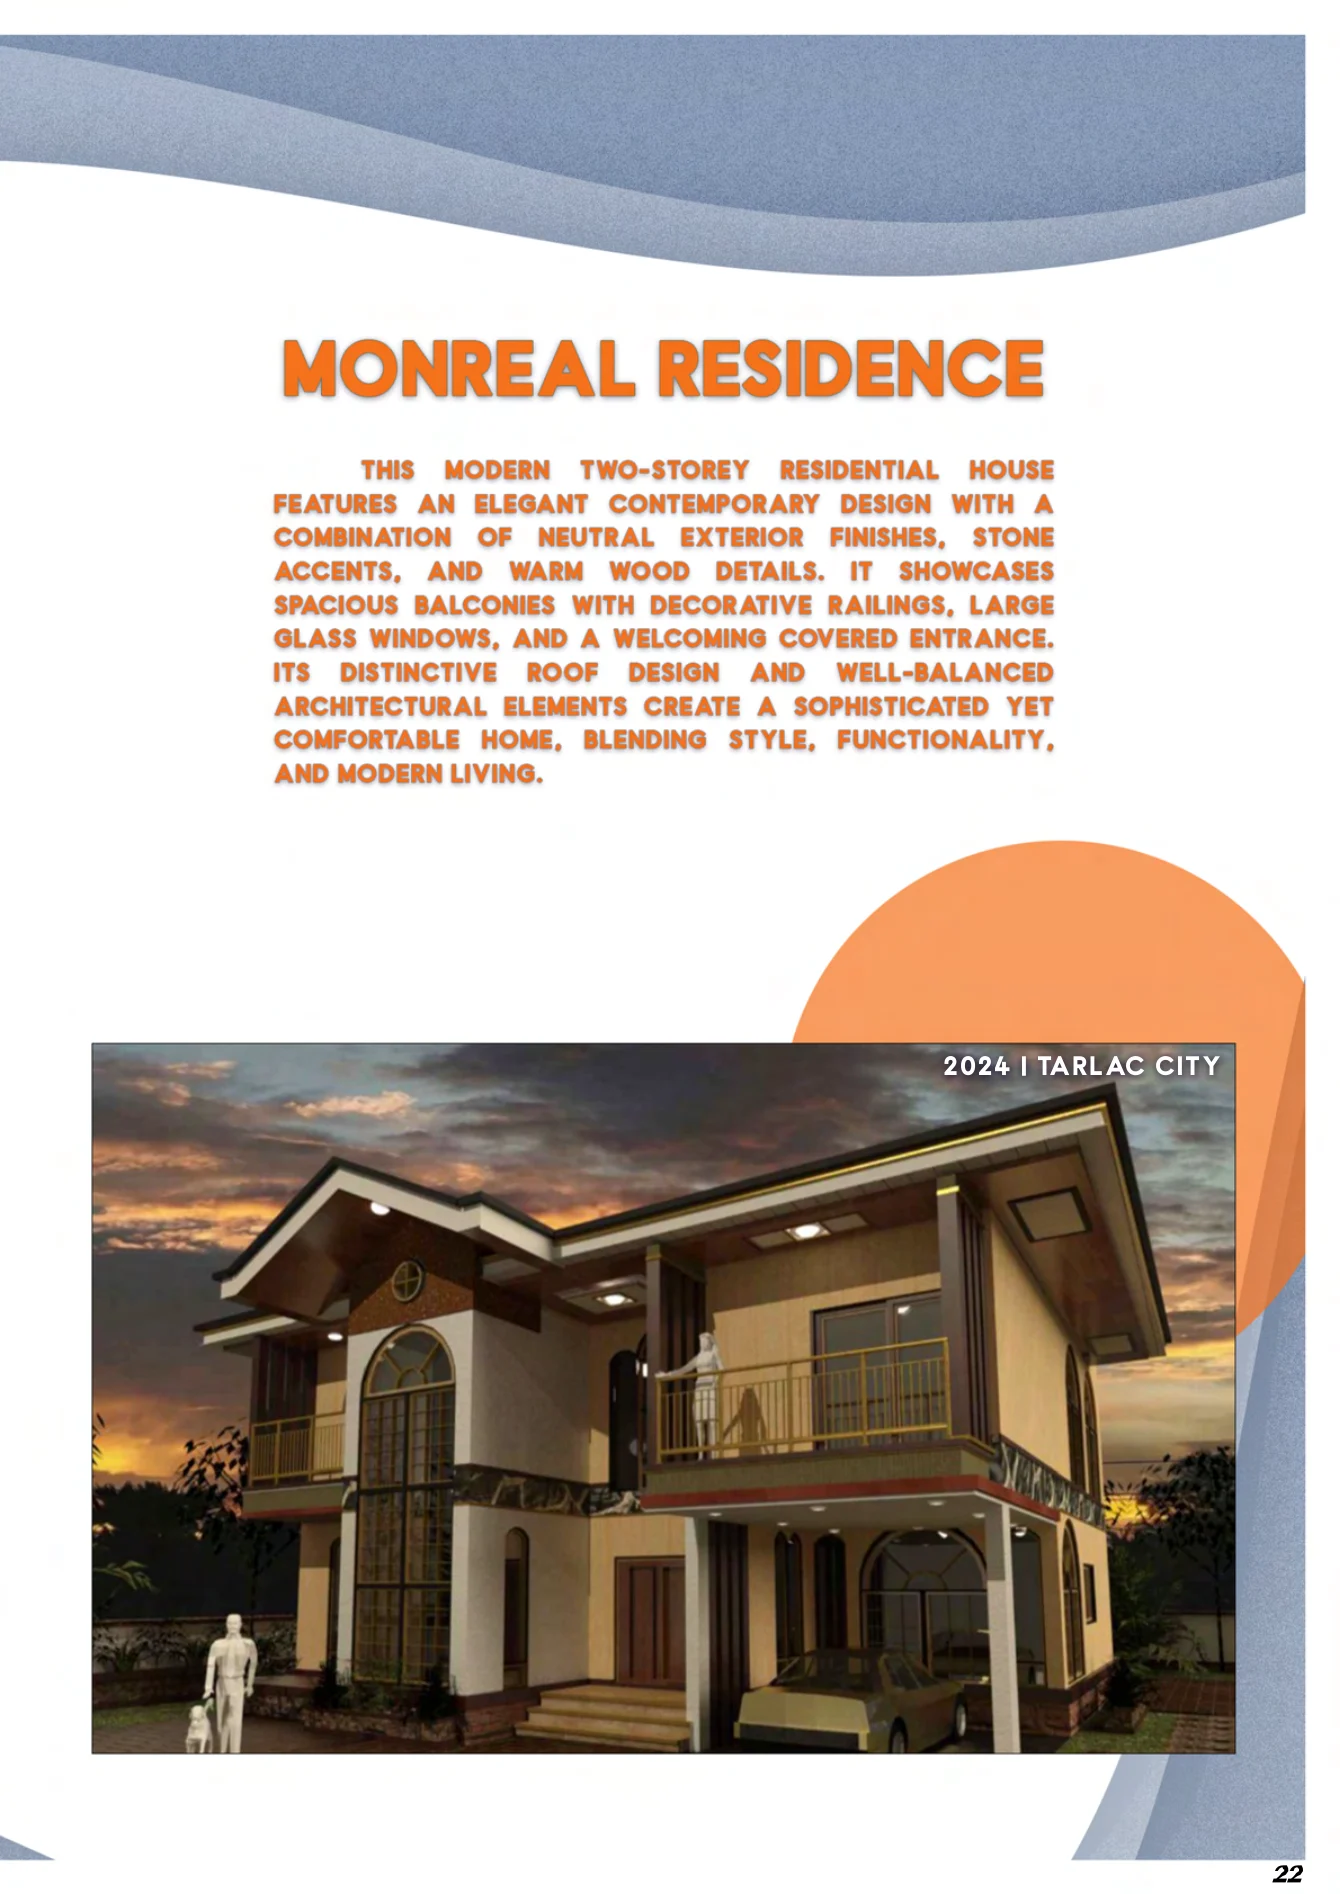 MONREAL RESIDENCE
THIS MODERN TWO-STOREY RESIDENTIAL HOUSE
FEATURES AN ELEGANT CONTEMPORARY DESIGN WITH A
COMBINATION OF NEUTRAL EXTERIOR FINISHES, STONE
ACCENTS, AND WARM WOOD DETAILS. IT SHOWCASES
SPACIOUS BALCONIES WITH DECORATIVE RAILINGS, LARGE
GLASS WINDOWS, AND A WELCOMING COVERED ENTRANCE.
ITS DISTINCTIVE ROOF DESIGN AND WELL-BALANCED
ARCHITECTURAL ELEMENTS CREATE A SOPHISTICATED YET
COMFORTABLE HOME, BLENDING STYLE, FUNCTIONALITY,
AND MODERN LIVING.
2024 | TARLAC CITY
22